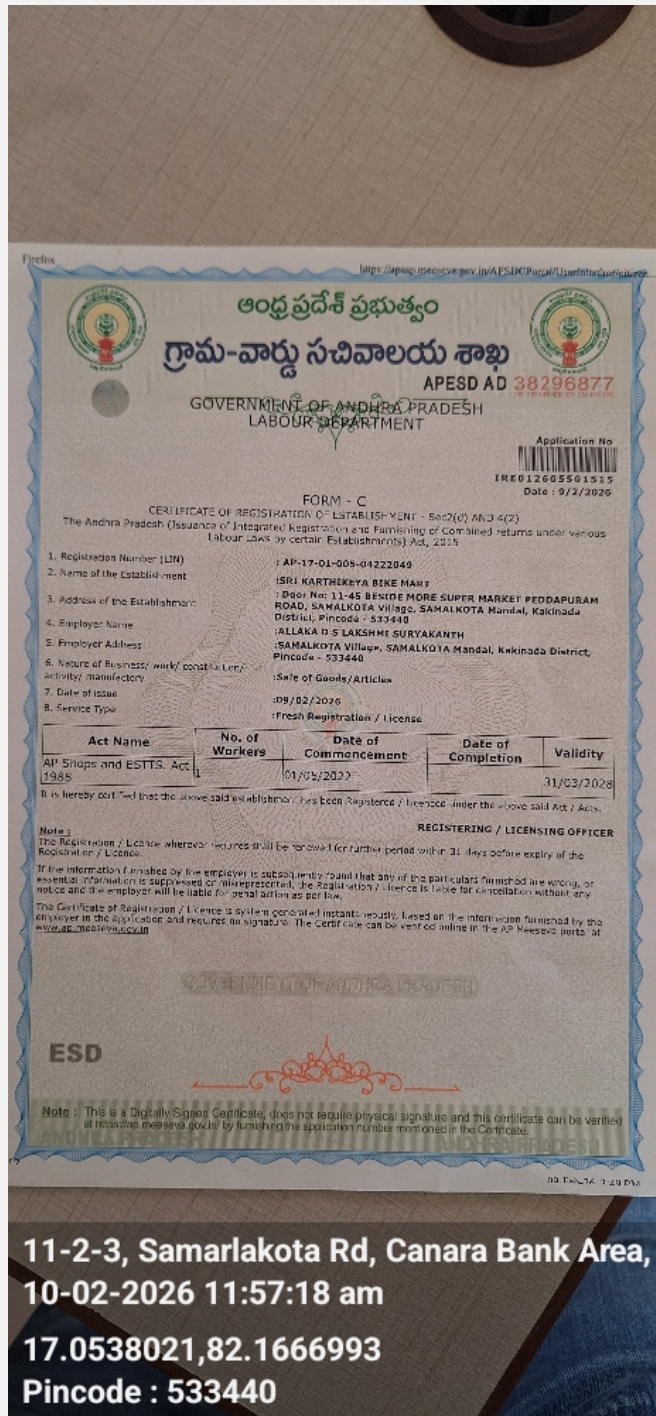 Firefox
https://apesp.meeseva.gov.in/APSDCPortal/UserInterface/citizen...
ఆంధ్ర ప్రదేశ్ ప్రభుత్వం
గ్రామ-వార్డు సచివాలయ శాఖ
APESD AD 38296877
GOVERNMENT OF ANDHRA PRADESH
LABOUR DEPARTMENT
Application No
IRE012605501515
Date : 9/2/2026
FORM - C
CERTIFICATE OF REGISTRATION OF ESTABLISHMENT - Sec2(d) AND 4(2)
The Andhra Pradesh (Issuance of Integrated Registration and Furnishing of Combined returns under various
Labour Laws by certain Establishments) Act, 2015
1. Registration Number (LIN) : AP-17-01-005-04222049
2. Name of the Establishment :SRI KARTHIKEYA BIKE MART
3. Address of the Establishment : Door No: 11-45 BESIDE MORE SUPER MARKET PEDDAPURAM
ROAD, SAMALKOTA Village, SAMALKOTA Mandal, Kakinada
District, Pincode - 533440
4. Employer Name :ALLAKA D S LAKSHMI SURYAKANTH
5. Employer Address :SAMALKOTA Village, SAMALKOTA Mandal, Kakinada District,
Pincode - 533440
6. Nature of Business/ work/ construction/
activity/ manufactory :Sale of Goods/Articles
7. Date of issue :09/02/2026
8. Service Type :Fresh Registration / License
Act Name No. of Workers Date of Commencement Date of Completion Validity
AP Shops and ESTTS. Act 1988 1 01/05/2022 31/03/2028
It is hereby certified that the above said establishment has been Registered / Licenced under the above said Act / Acts.
REGISTERING / LICENSING OFFICER
Note :
The Registration / Licence wherever requires shall be renewed for further period within 31 days before expiry of the
Registration / Licence.
If the information furnished by the employer is subsequently found that any of the particulars furnished are wrong, or
essential information is suppressed or misrepresented, the Registration / Licence is liable for cancellation without any
notice and the employer will be liable for penal action as per law.
The Certificate of Registration / Licence is system generated instantaneously, based on the information furnished by the
employer in the application and requires no signature. The Certificate can be verified online in the AP Meeseva portal at
www.ap.meeseva.gov.in
GOVERNMENT OF ANDHRA PRADESH
ESD
Note : This is a Digitally Signed Certificate, does not require physical signature and this certificate can be verified
at https://ap.meeseva.gov.in/ by furnishing the application number mentioned in the Certificate.
11-2-3, Samarlakota Rd, Canara Bank Area,
10-02-2026 11:57:18 am
17.0538021,82.1666993
Pincode : 533440